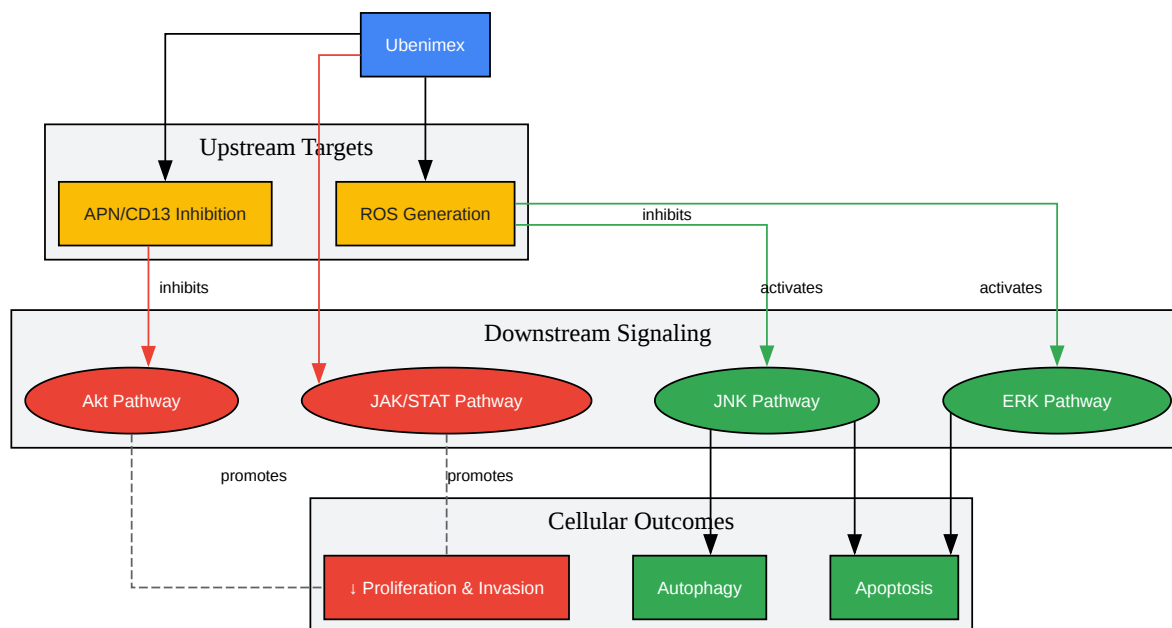 Ubenimex
Upstream Targets
APN/CD13 Inhibition
ROS Generation
inhibits
inhibits
activates
activates
Downstream Signaling
Akt Pathway
JAK/STAT Pathway
JNK Pathway
ERK Pathway
promotes
promotes
Cellular Outcomes
↓ Proliferation & Invasion
Autophagy
Apoptosis